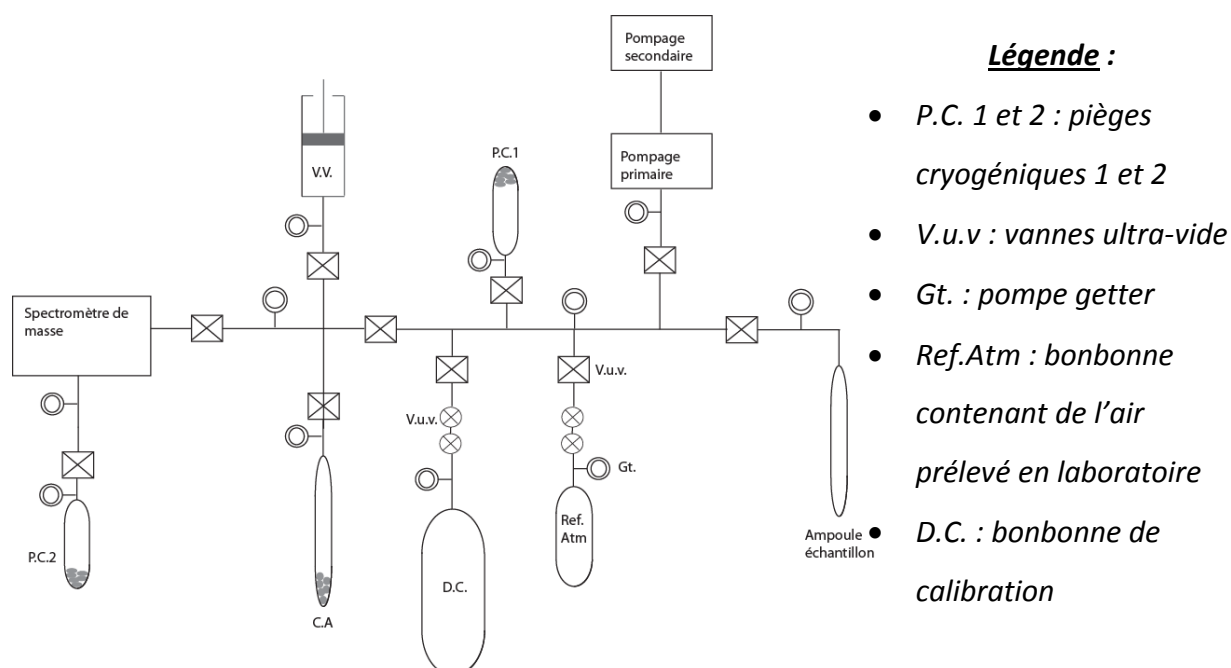 Pompage
secondaire
Pompage
primaire
P.C.1
V.V.
Spectromètre de
masse
V.u.v.
V.u.v.
Gt.
Ref.
Atm
D.C.
P.C.2
C.A
Ampoule
échantillon
Légende :
• P.C. 1 et 2 : pièges
cryogéniques 1 et 2
• V.u.v : vannes ultra-vide
• Gt. : pompe getter
• Ref.Atm : bonbonne
contenant de l’air
prélevé en laboratoire
• D.C. : bonbonne de
calibration